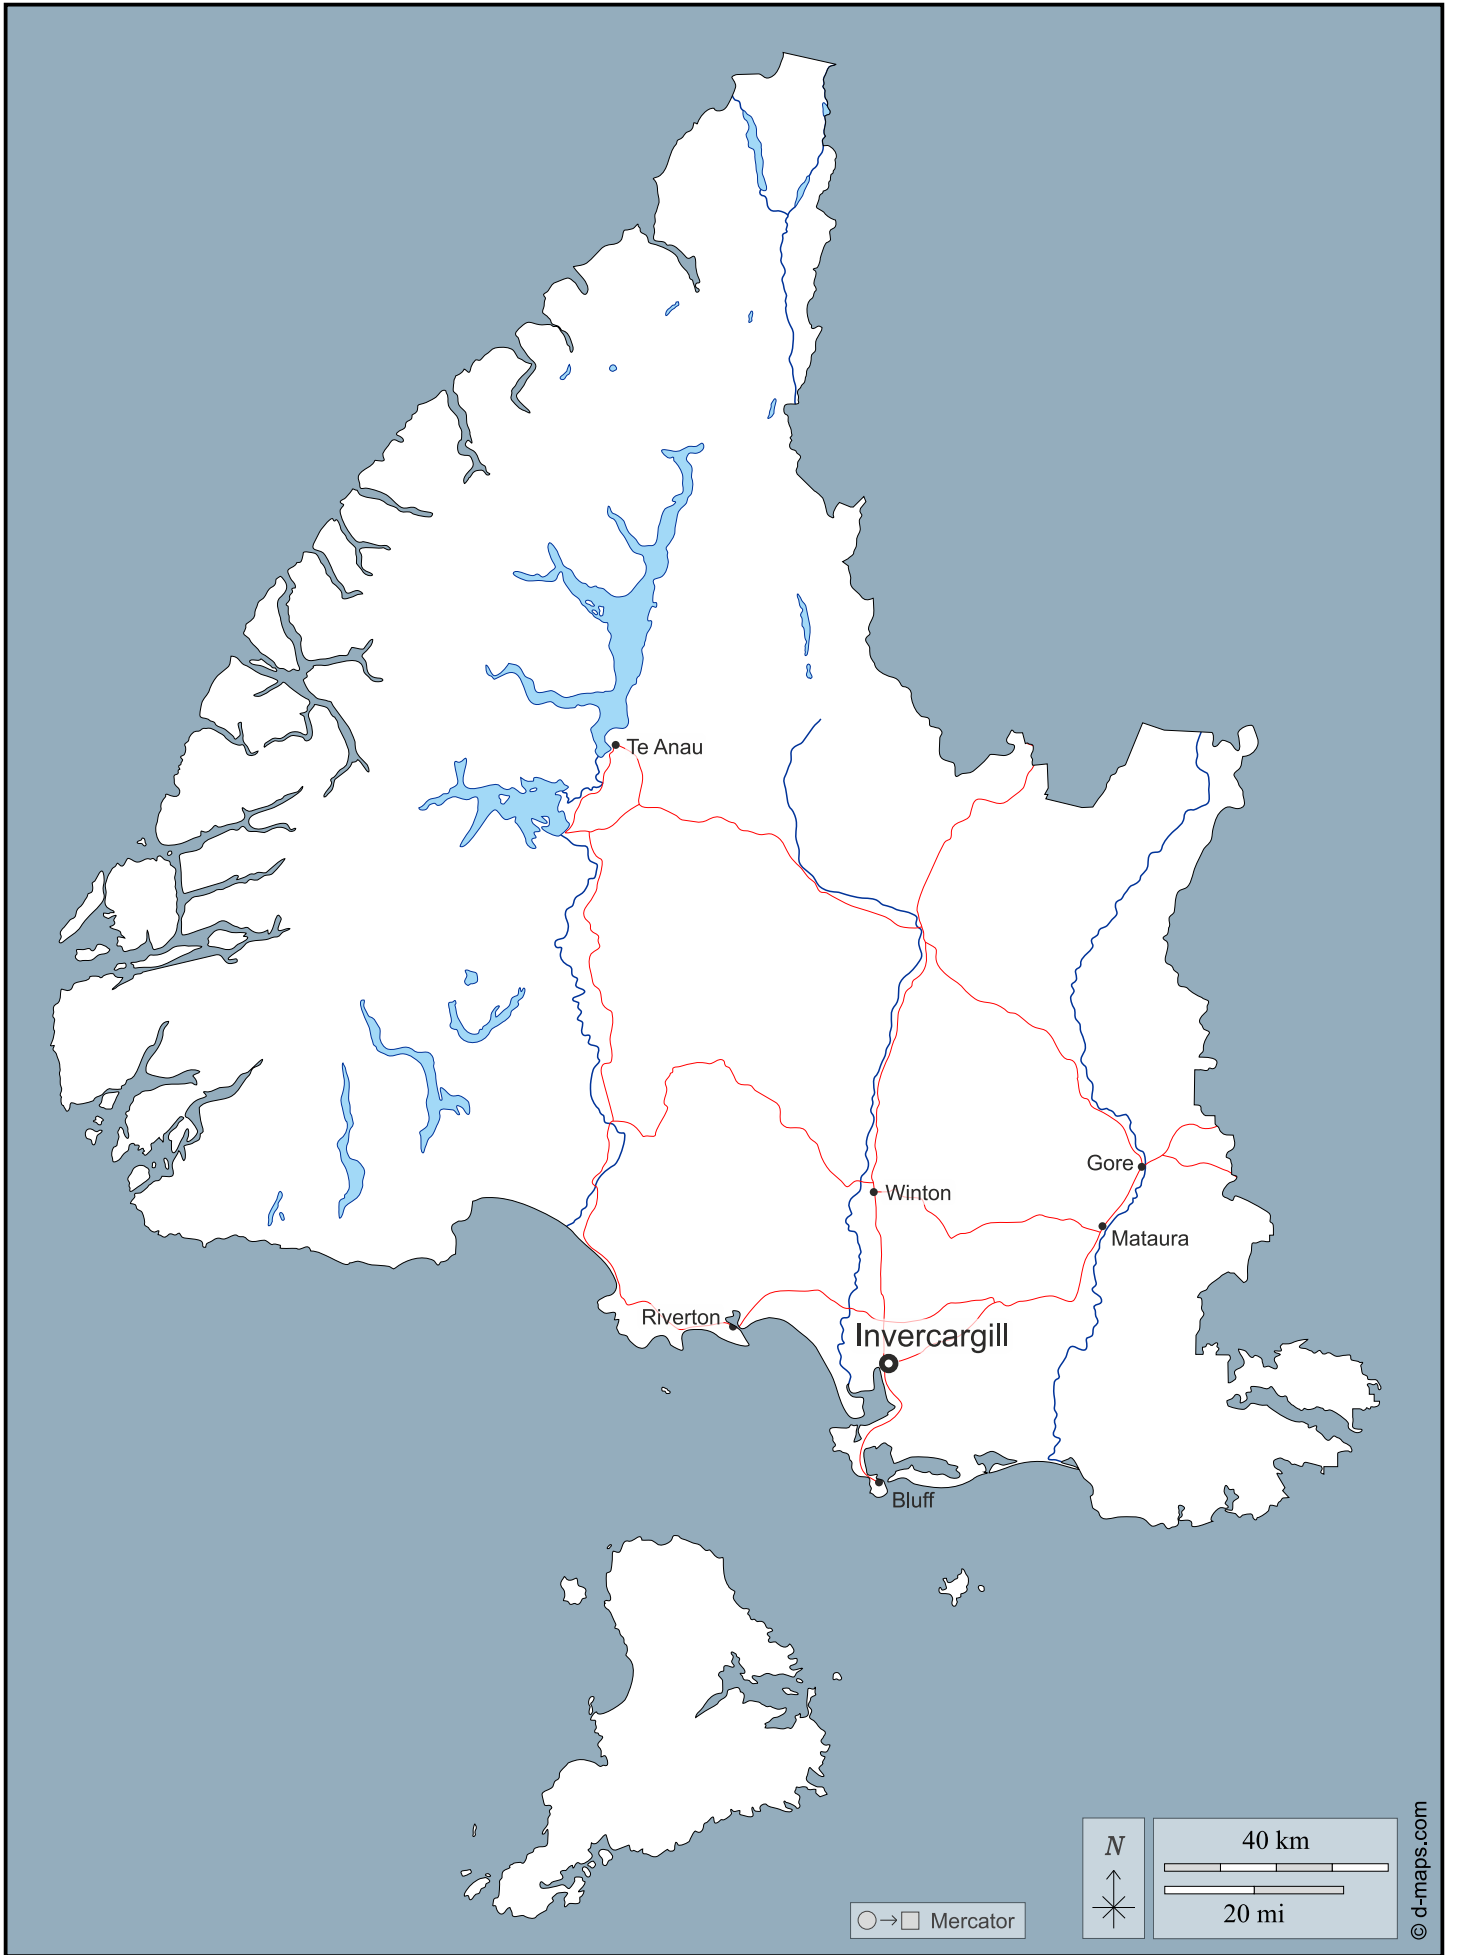 Te Anau
Gore
Winton
Mataura
Riverton
Invercargill
Bluff
N
40 km
20 mi
Mercator
© d-maps.com